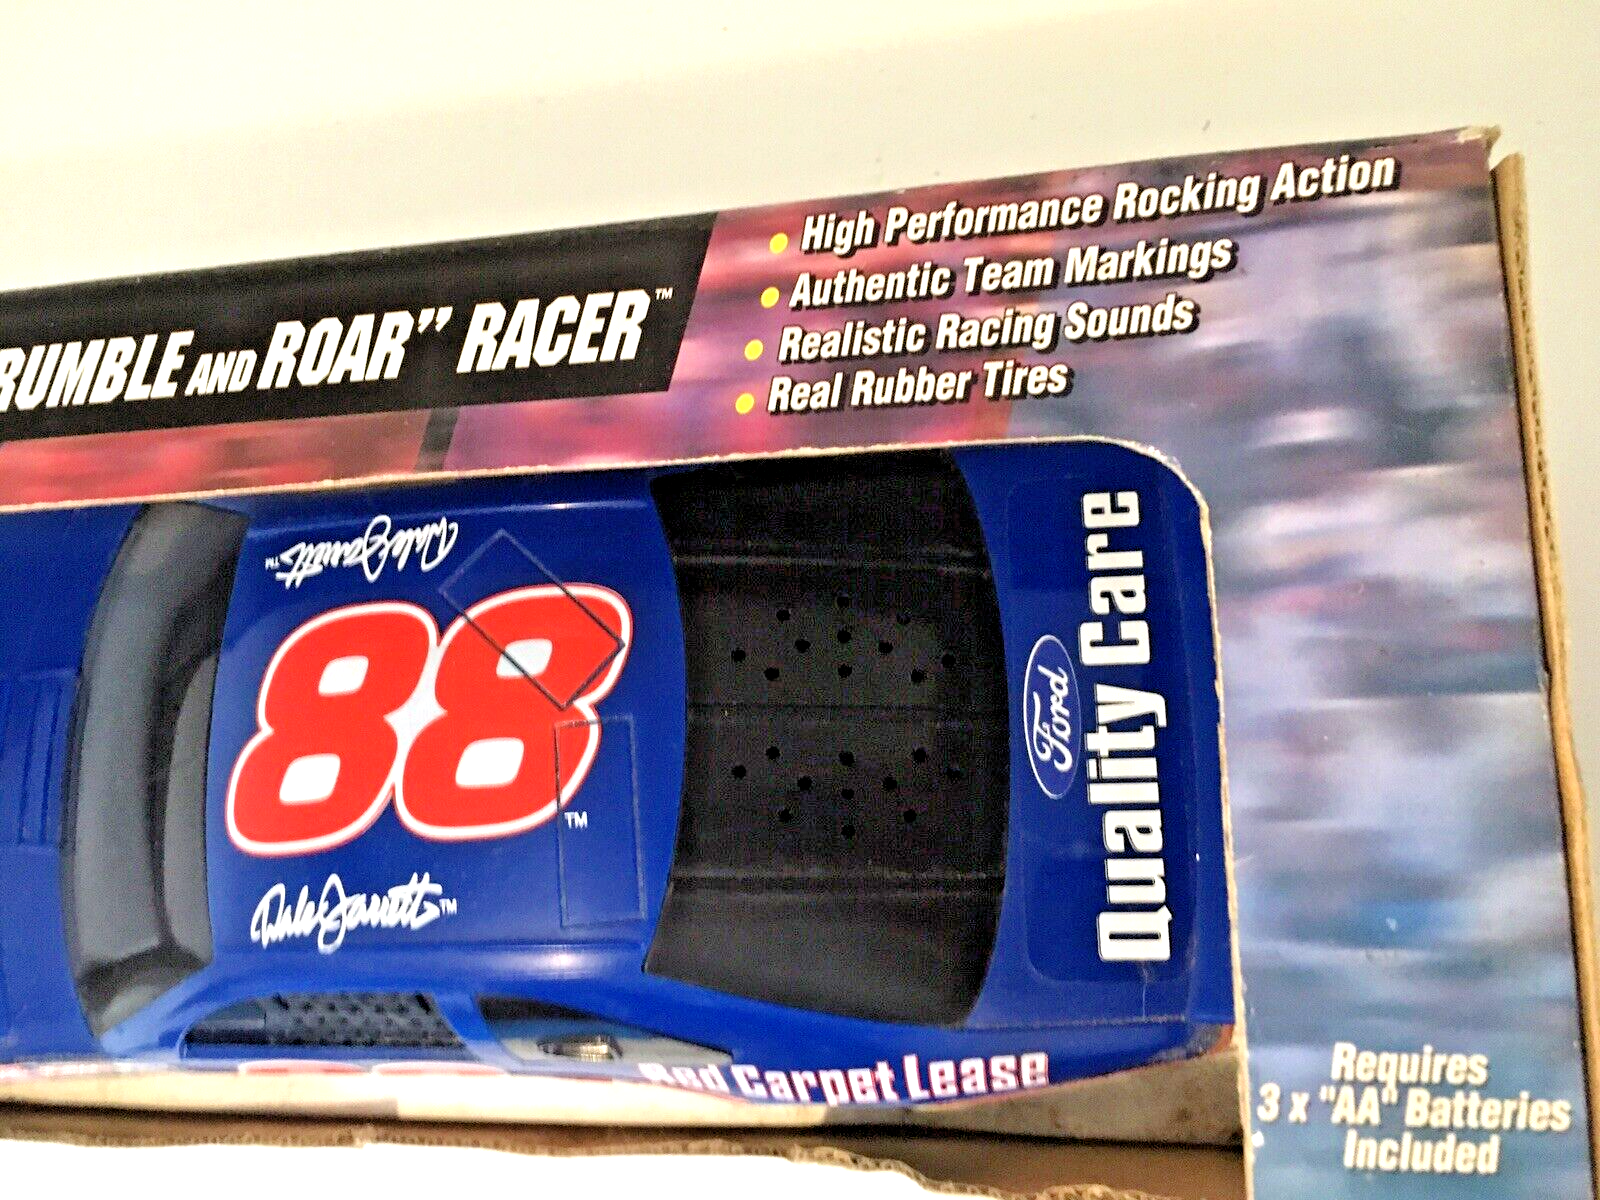 RUMBLE AND ROAR" RACER™
High Performance Rocking Action
Authentic Team Markings
Realistic Racing Sounds
Real Rubber Tires
Dale Jarrett™
88™
Dale Jarrett™
Ford
Quality Care
Red Carpet Lease
Requires
3 x "AA" Batteries
Included